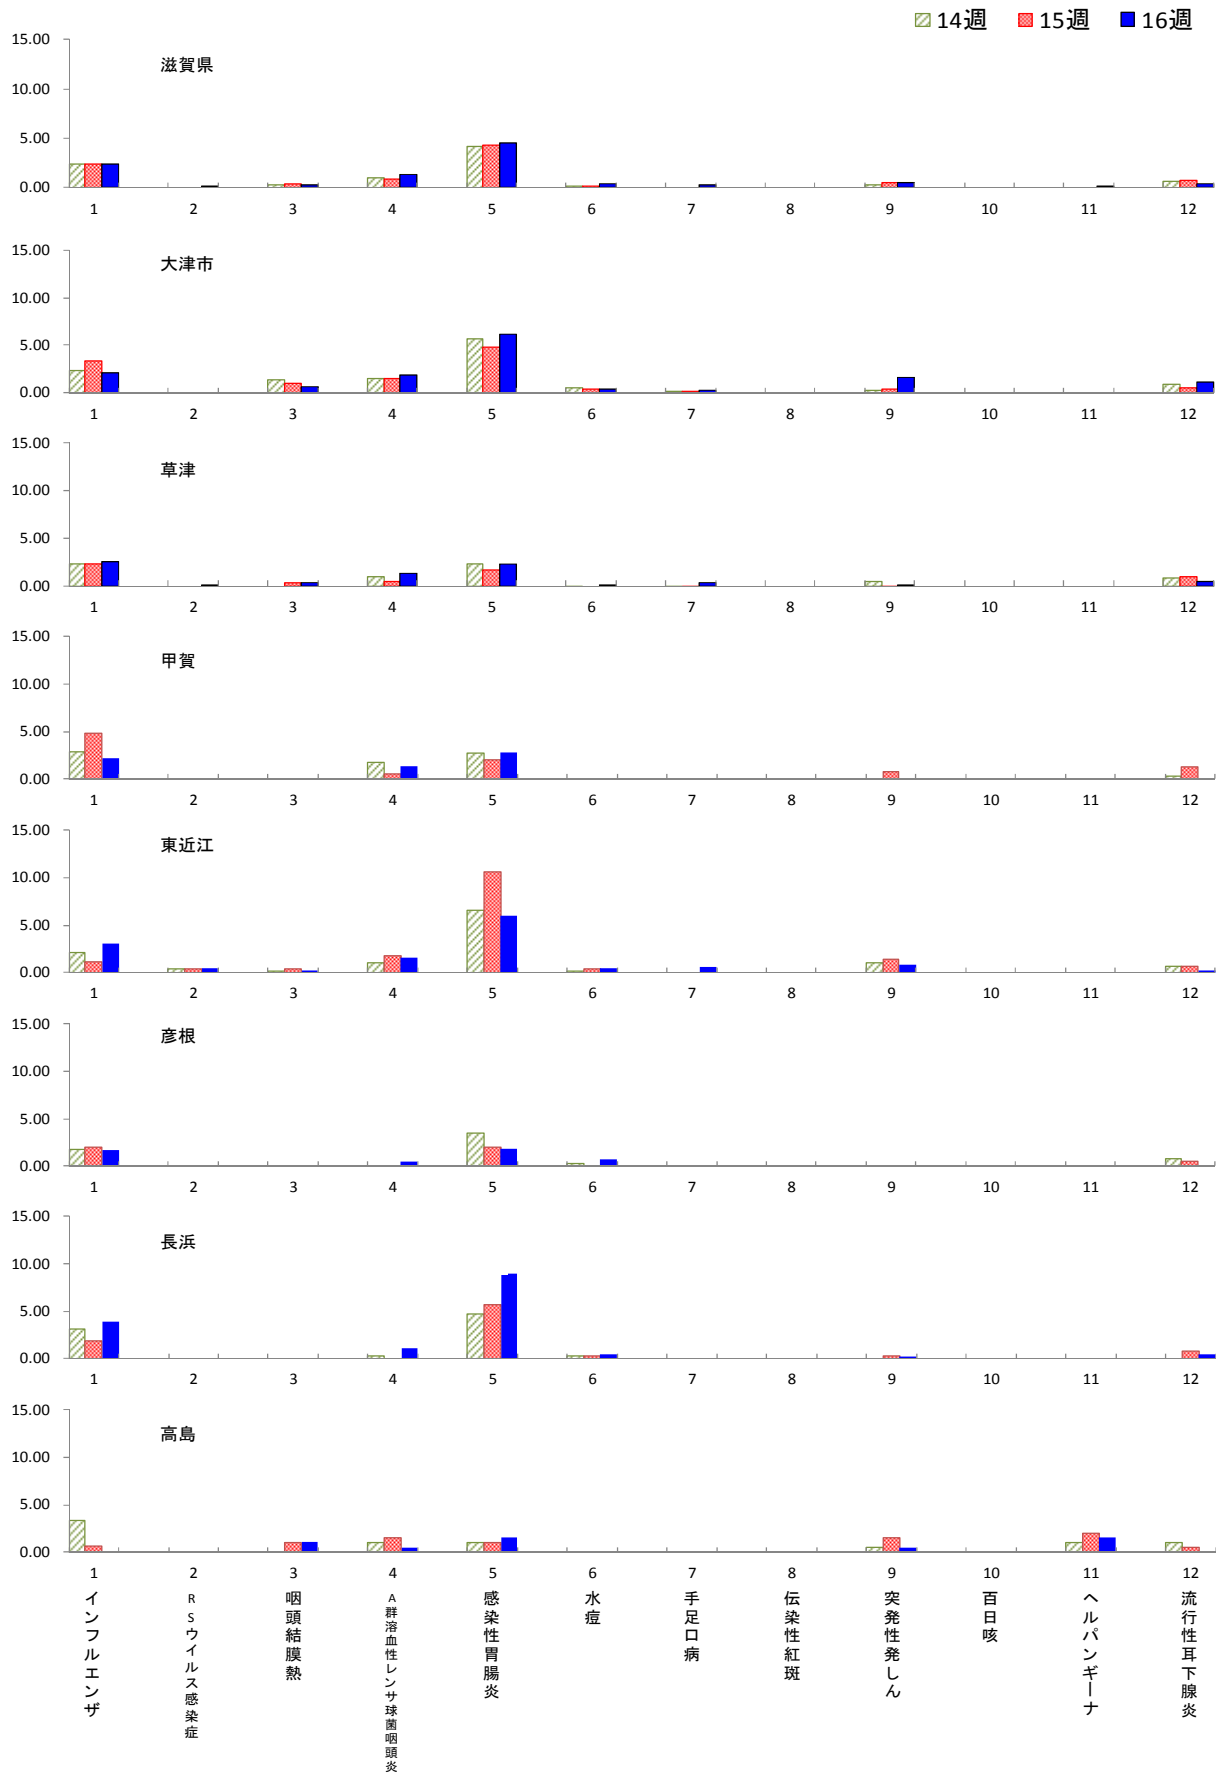 14週 15週 16週
15.00
滋賀県
10.00
5.00
0.00
1 2 3 4 5 6 7 8 9 10 11 12
15.00
大津市
10.00
5.00
0.00
1 2 3 4 5 6 7 8 9 10 11 12
15.00
草津
10.00
5.00
0.00
1 2 3 4 5 6 7 8 9 10 11 12
15.00
甲賀
10.00
5.00
0.00
1 2 3 4 5 6 7 8 9 10 11 12
15.00
東近江
10.00
5.00
0.00
1 2 3 4 5 6 7 8 9 10 11 12
15.00
彦根
10.00
5.00
0.00
1 2 3 4 5 6 7 8 9 10 11 12
15.00
長浜
10.00
5.00
0.00
1 2 3 4 5 6 7 8 9 10 11 12
15.00
高島
10.00
5.00
0.00
1 2 3 4 5 6 7 8 9 10 11 12
インフルエンザ
RSウイルス感染症
咽頭結膜熱
A群溶血性レンサ球菌咽頭炎
感染性胃腸炎
水痘
手足口病
伝染性紅斑
突発性発しん
百日咳
ヘルパンギーナ
流行性耳下腺炎